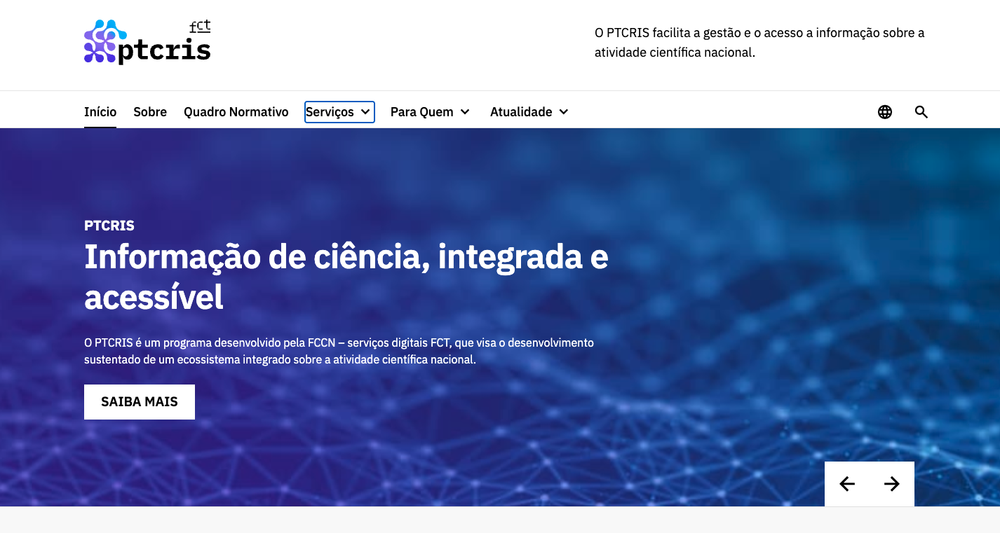 fct
ptcris
O PTCRIS facilita a gestão e o acesso a informação sobre a
atividade científica nacional.
Início Sobre Quadro Normativo Serviços Para Quem Atualidade
PTCRIS
Informação de ciência, integrada e
acessível
O PTCRIS é um programa desenvolvido pela FCCN – serviços digitais FCT, que visa o desenvolvimento
sustentado de um ecossistema integrado sobre a atividade científica nacional.
SAIBA MAIS